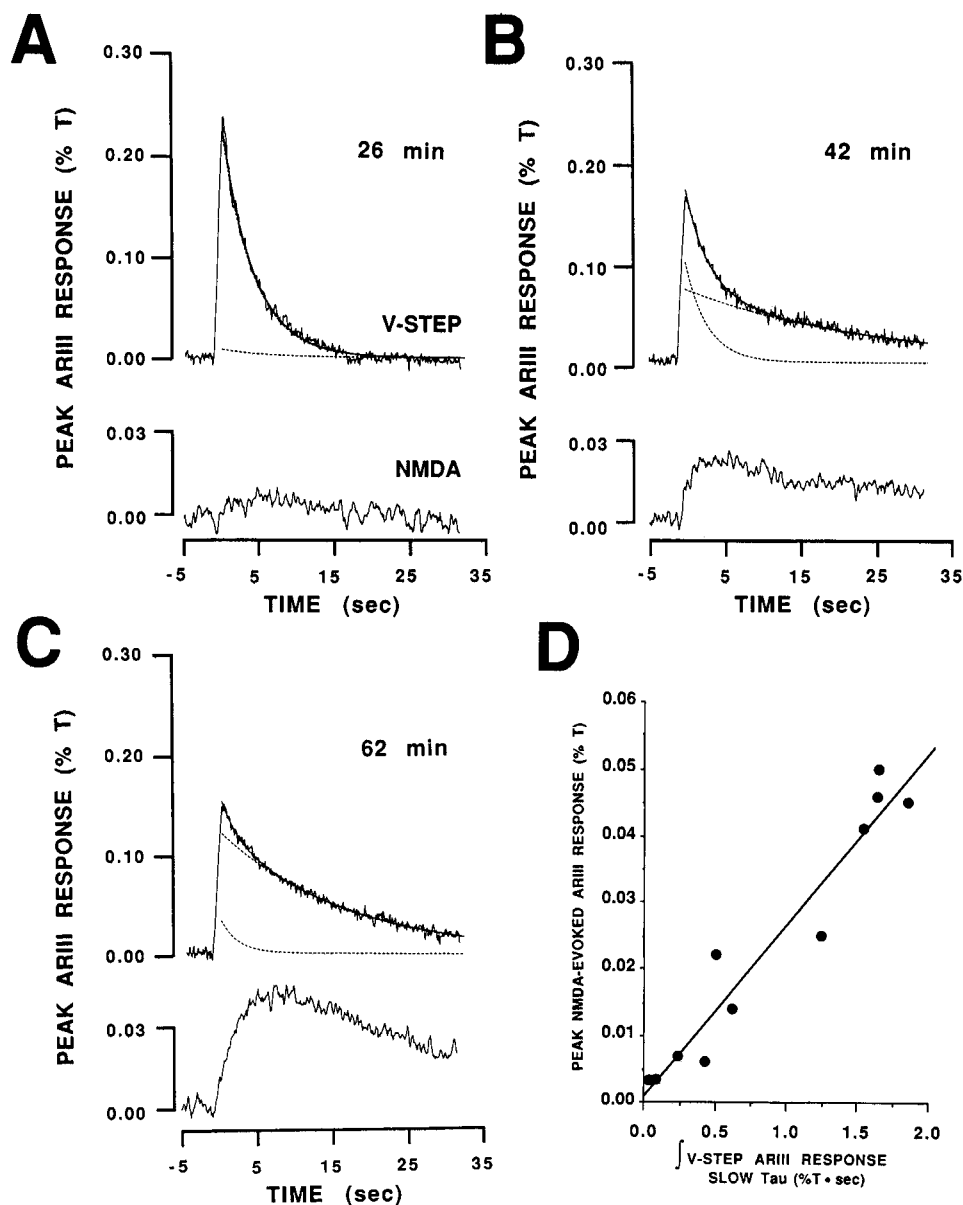 A
PEAK ARIII RESPONSE (% T)
0.30
0.20
0.10
0.00
26 min
V-STEP
0.03
0.00
NMDA
-5 5 15 25 35
TIME (sec)
B
PEAK ARIII RESPONSE (% T)
0.30
0.20
0.10
0.00
42 min
0.03
0.00
-5 5 15 25 35
TIME (sec)
C
PEAK ARIII RESPONSE (% T)
0.30
0.20
0.10
0.00
62 min
0.03
0.00
-5 5 15 25 35
TIME (sec)
D
PEAK NMDA-EVOKED ARIII RESPONSE (% T)
0.06
0.05
0.04
0.03
0.02
0.01
0.00
0.0 0.5 1.0 1.5 2.0
∫ V-STEP ARIII RESPONSE
SLOW Tau (%T • sec)